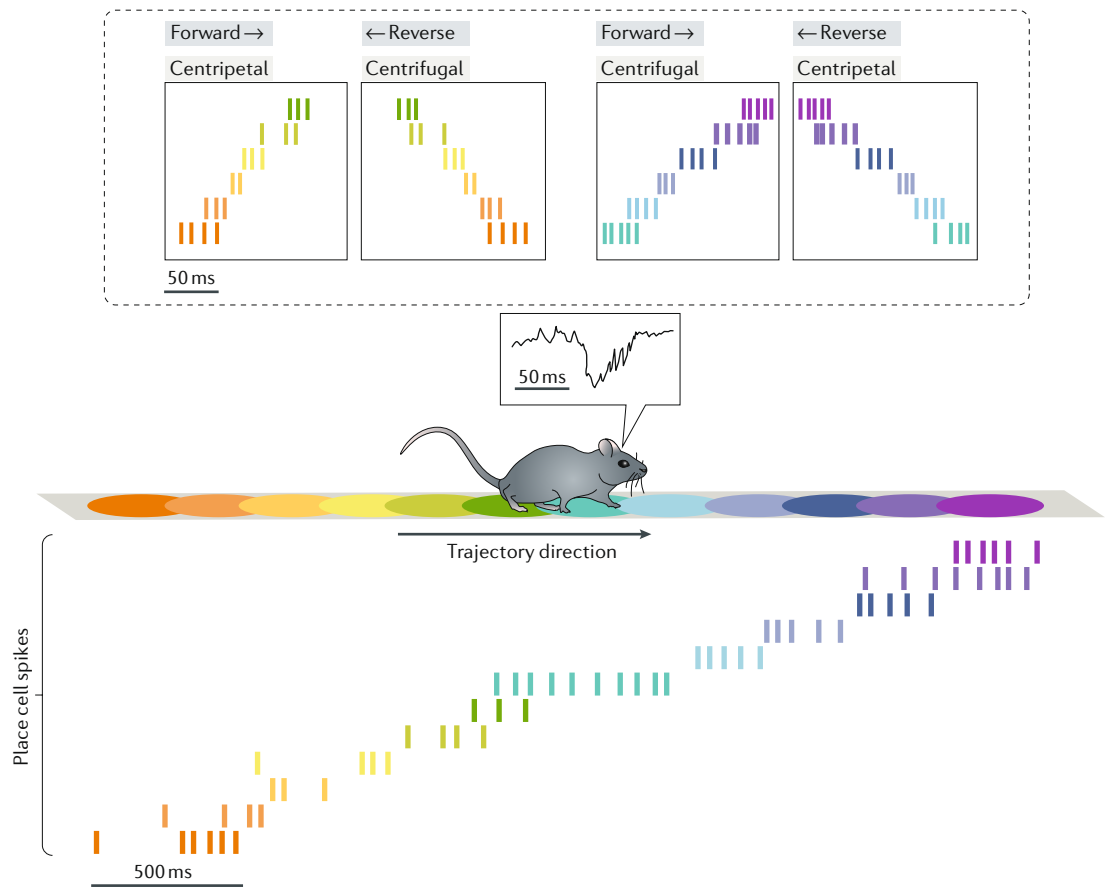 Forward →
← Reverse
Forward →
← Reverse
Centripetal
Centrifugal
Centrifugal
Centripetal
50 ms
50 ms
Trajectory direction
Place cell spikes
500 ms